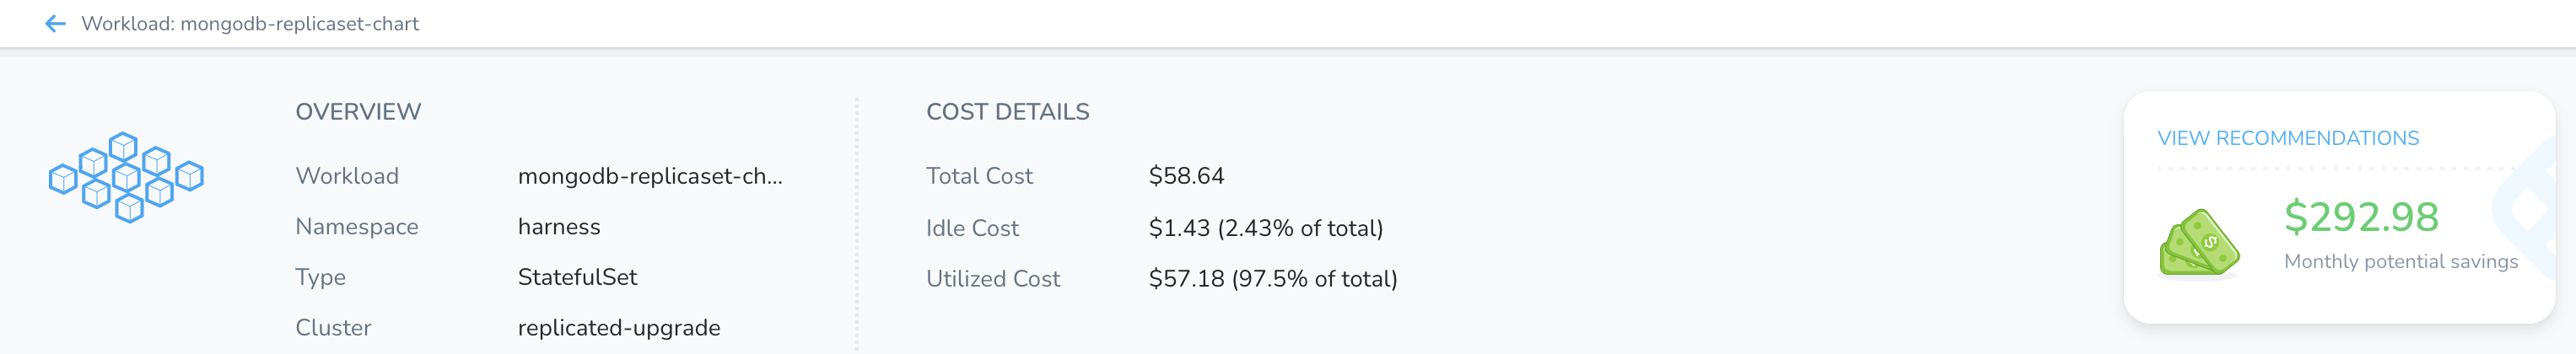 Workload: mongodb-replicaset-chart
OVERVIEW
Workload mongodb-replicaset-ch...
Namespace harness
Type StatefulSet
Cluster replicated-upgrade
COST DETAILS
Total Cost $58.64
Idle Cost $1.43 (2.43% of total)
Utilized Cost $57.18 (97.5% of total)
VIEW RECOMMENDATIONS
$292.98
Monthly potential savings